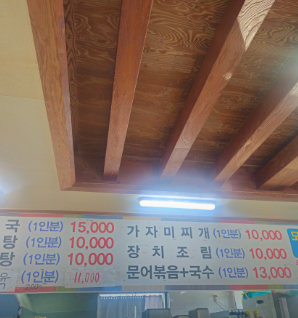 국 (1인분) 15,000 가자미찌개 (1인분) 10,000
탕 (1인분) 10,000 장치조림 (1인분) 10,000
탕 (1인분) 10,000 문어볶음+국수 (1인분) 13,000
(1인분)